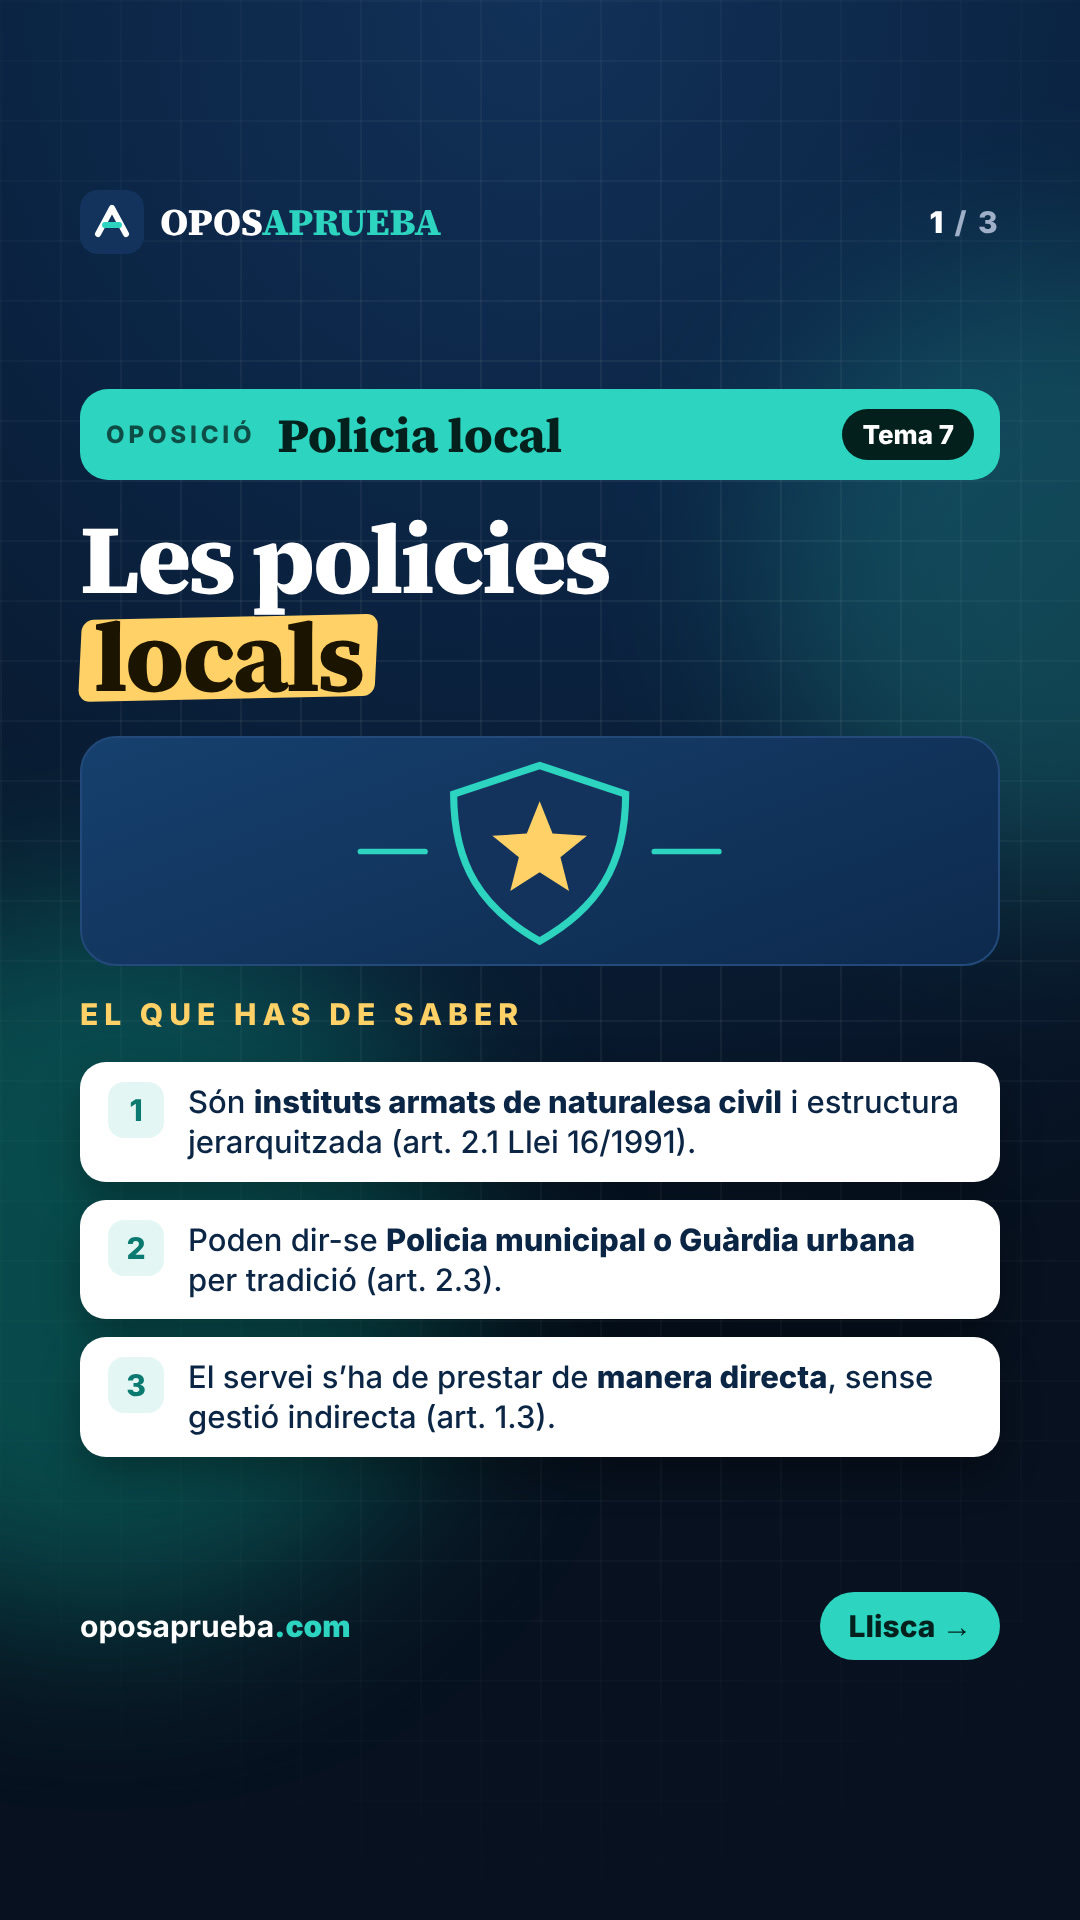 OPOSAPRUEBA
1 / 3
OPOSICIÓ Policia local Tema 7
Les policies
locals
EL QUE HAS DE SABER
1 Són instituts armats de naturalesa civil i estructura
jerarquitzada (art. 2.1 Llei 16/1991).
2 Poden dir-se Policia municipal o Guàrdia urbana
per tradició (art. 2.3).
3 El servei s’ha de prestar de manera directa, sense
gestió indirecta (art. 1.3).
oposaprueba.com
Llisca →